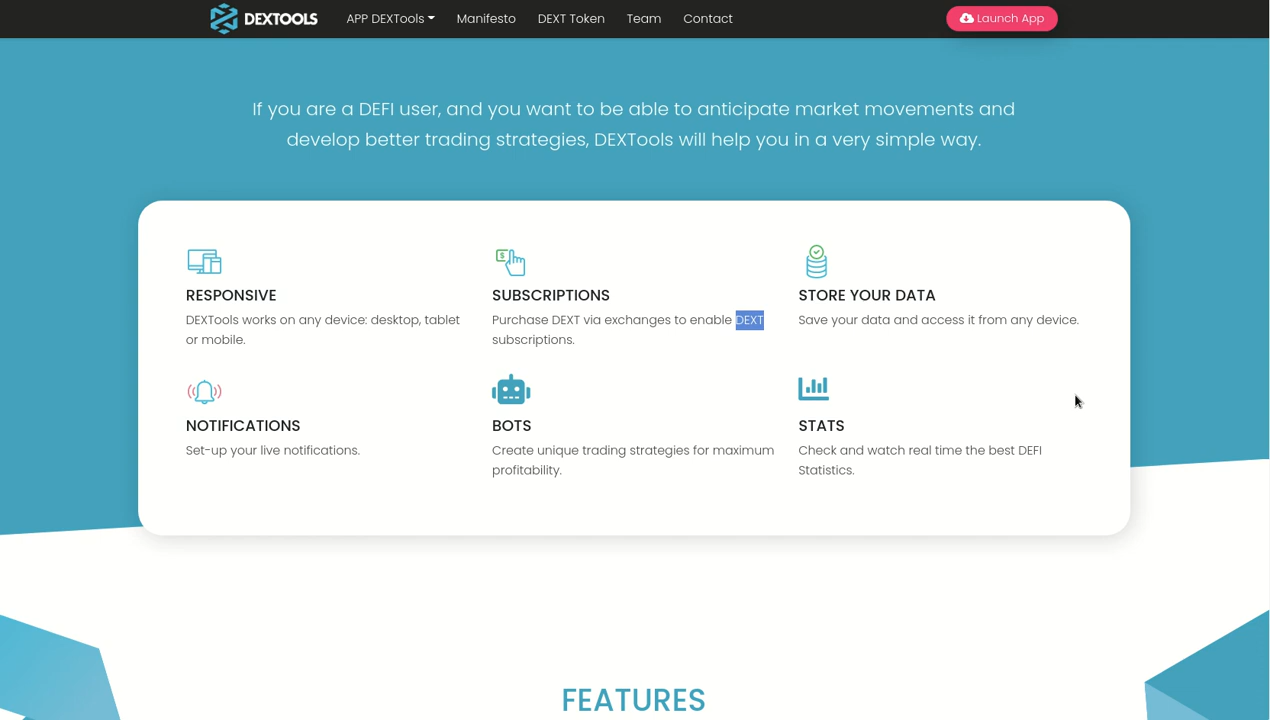 DEXTOOLS APP DEXTools Manifesto DEXT Token Team Contact Launch App
If you are a DEFI user, and you want to be able to anticipate market movements and
develop better trading strategies, DEXTools will help you in a very simple way.
RESPONSIVE
DEXTools works on any device: desktop, tablet
or mobile.
SUBSCRIPTIONS
Purchase DEXT via exchanges to enable DEXT
subscriptions.
STORE YOUR DATA
Save your data and access it from any device.
NOTIFICATIONS
Set-up your live notifications.
BOTS
Create unique trading strategies for maximum
profitability.
STATS
Check and watch real time the best DEFI
Statistics.
FEATURES